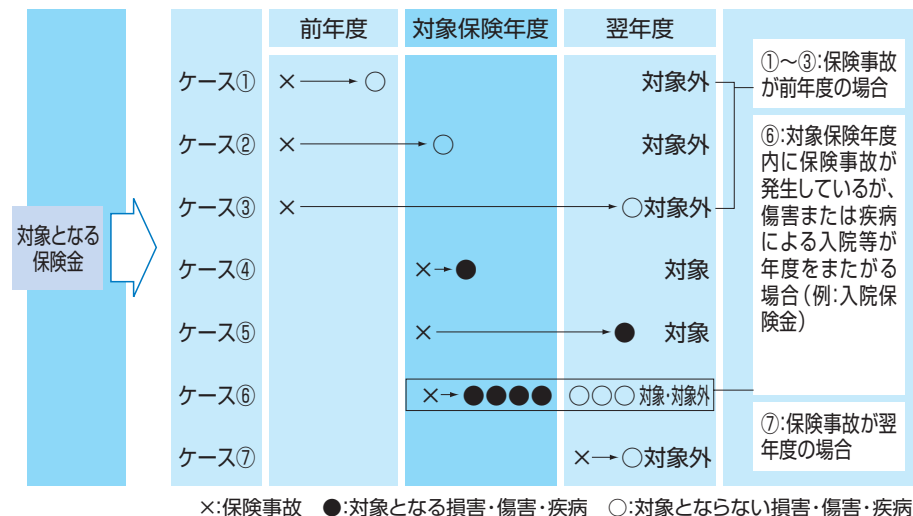 前年度 対象保険年度 翌年度
ケース① ×→○ 対象外
ケース② ×→○ 対象外
ケース③ ×→○対象外
対象となる
保険金
ケース④ ×→● 対象
ケース⑤ ×→● 対象
ケース⑥ ×→●●●● ○○○対象・対象外
ケース⑦ ×→○対象外
①〜③:保険事故
が前年度の場合
⑥:対象保険年度
内に保険事故が
発生しているが、
傷害または疾病
による入院等が
年度をまたがる
場合(例:入院保
険金)
⑦:保険事故が翌
年度の場合
×:保険事故 ●:対象となる損害・傷害・疾病 ○:対象とならない損害・傷害・疾病